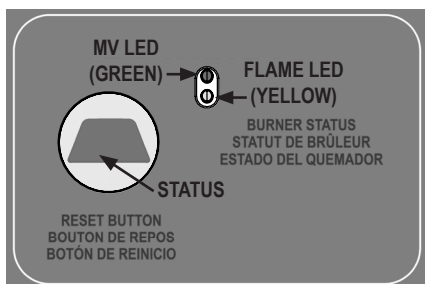 MV LED
(GREEN)
FLAME LED
(YELLOW)
BURNER STATUS
STATUT DE BRÛLEUR
ESTADO DEL QUEMADOR
STATUS
RESET BUTTON
BOUTON DE REPOS
BOTÓN DE REINICIO